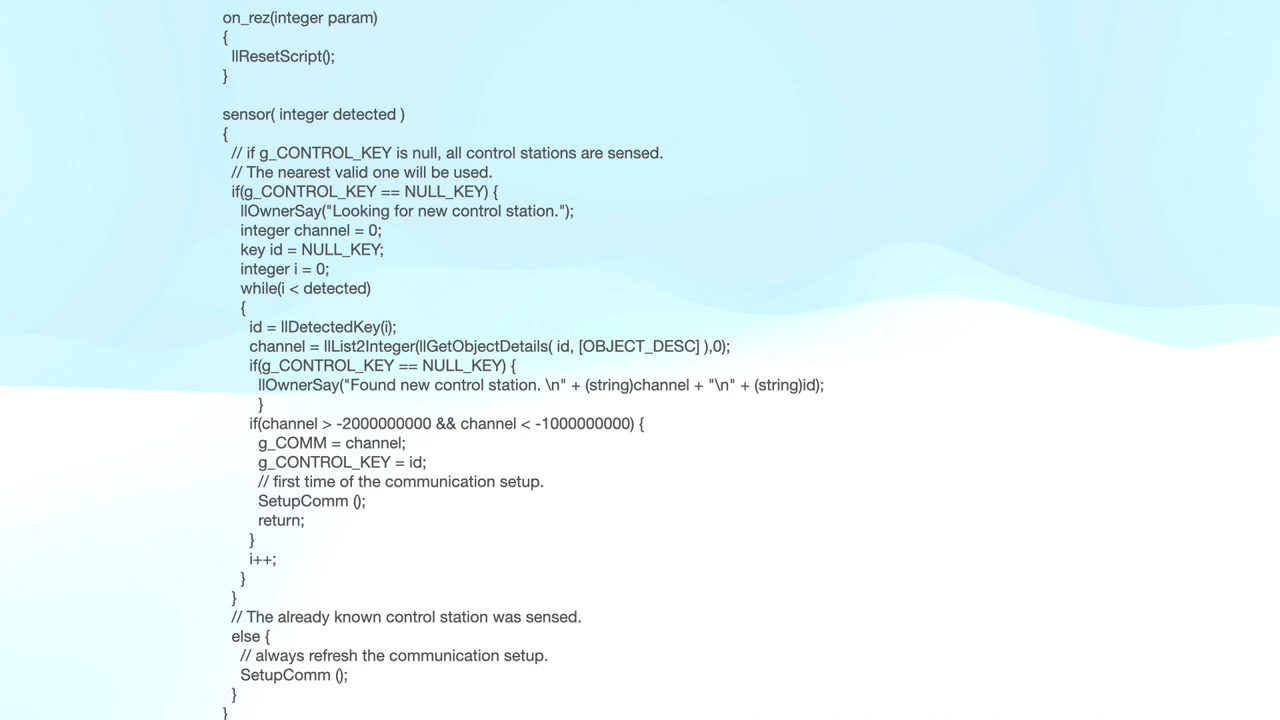 on_rez(integer param)
{
llResetScript();
}
sensor( integer detected )
{
// if g_CONTROL_KEY is null, all control stations are sensed.
// The nearest valid one will be used.
if(g_CONTROL_KEY == NULL_KEY) {
llOwnerSay("Looking for new control station.");
integer channel = 0;
key id = NULL_KEY;
integer i = 0;
while(i < detected)
{
id = llDetectedKey(i);
channel = llList2Integer(llGetObjectDetails( id, [OBJECT_DESC] ),0);
if(g_CONTROL_KEY == NULL_KEY) {
llOwnerSay("Found new control station. \n" + (string)channel + "\n" + (string)id);
}
if(channel > -2000000000 && channel < -1000000000) {
g_COMM = channel;
g_CONTROL_KEY = id;
// first time of the communication setup.
SetupComm ();
return;
}
i++;
}
}
// The already known control station was sensed.
else {
// always refresh the communication setup.
SetupComm ();
}
}